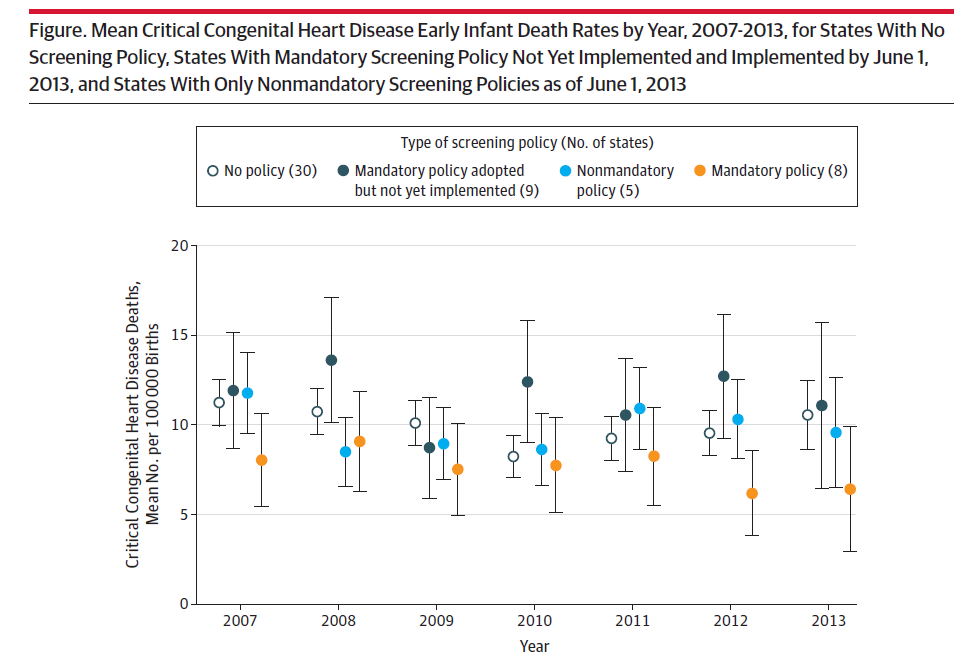 Figure. Mean Critical Congenital Heart Disease Early Infant Death Rates by Year, 2007-2013, for States With No
Screening Policy, States With Mandatory Screening Policy Not Yet Implemented and Implemented by June 1,
2013, and States With Only Nonmandatory Screening Policies as of June 1, 2013
Type of screening policy (No. of states)
No policy (30)
Mandatory policy adopted
but not yet implemented (9)
Nonmandatory
policy (5)
Mandatory policy (8)
Critical Congenital Heart Disease Deaths,
Mean No. per 100 000 Births
20
15
10
5
0
2007 2008 2009 2010 2011 2012 2013
Year